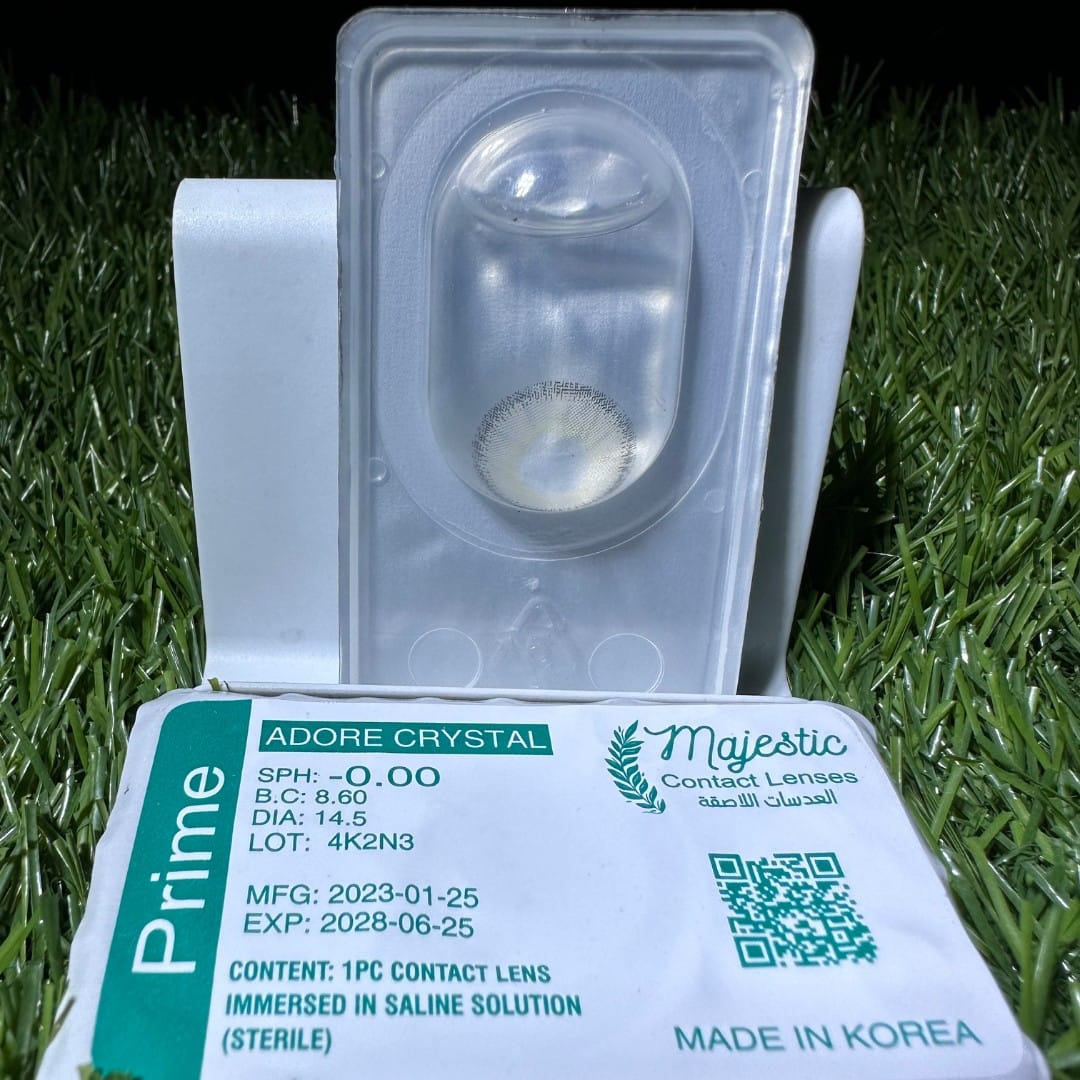 Prime
ADORE CRYSTAL
SPH: -0.00
B.C: 8.60
DIA: 14.5
LOT: 4K2N3
MFG: 2023-01-25
EXP: 2028-06-25
CONTENT: 1PC CONTACT LENS
IMMERSED IN SALINE SOLUTION
(STERILE)
Majestic
Contact Lenses
العدسات اللاصقة
MADE IN KOREA